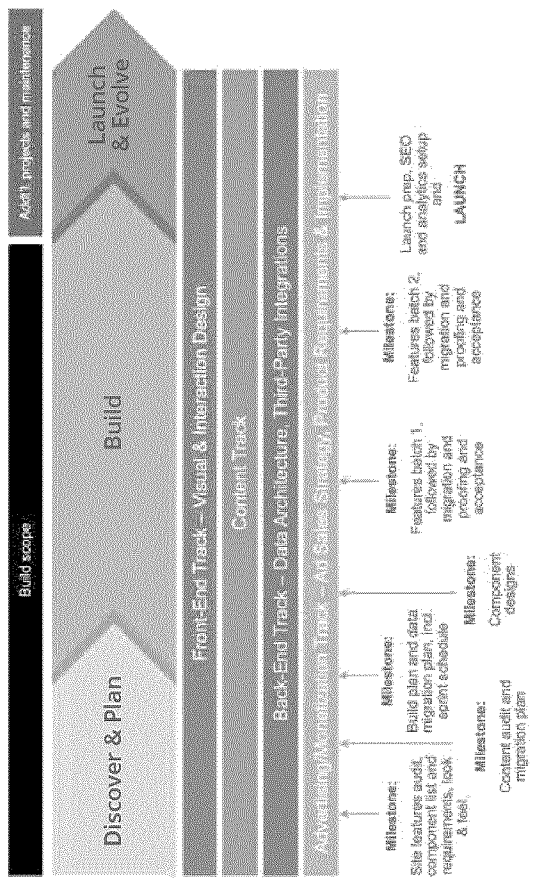 Build scope
Addt'l. projects and maintenance
Discover & Plan
Build
Launch
& Evolve
Front-End Track – Visual & Interaction Design
Content Track
Back-End Track – Data Architecture, Third-Party Integrations
Advertising/Monetization Track – Ad Sales Strategy, Product Requirements & Implementation
Milestone:
Site features audit,
component list and
requirements, look
& feel,
Milestone:
Content audit and
migration plan
Milestone:
Build plan and data
migration plan, incl.
sprint schedule
Milestone:
Component
designs
Milestone:
Features batch 1,
followed by
migration and
proofing and
acceptance
Milestone:
Features batch 2,
followed by
migration and
proofing and
acceptance
Launch prep, SEO
and analytics setup
and
LAUNCH